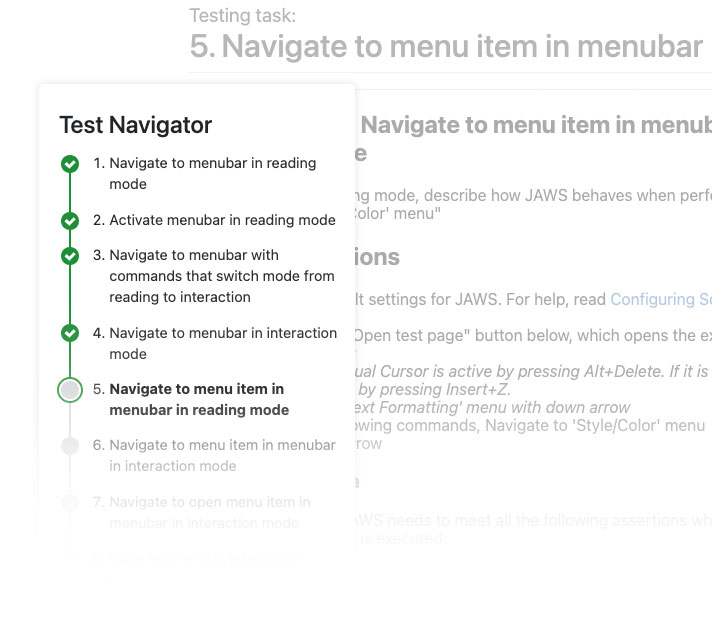 Testing task:
5. Navigate to menu item in menubar
Test Navigator
1. Navigate to menubar in reading
mode
2. Activate menubar in reading mode
3. Navigate to menubar with
commands that switch mode from
reading to interaction
4. Navigate to menubar in interaction
mode
5. Navigate to menu item in
menubar in reading mode
6. Navigate to menu item in menubar
in interaction mode
7. Navigate to open menu item in
menubar in interaction mode
Navigate to menu item in menub
e
ng mode, describe how JAWS behaves when perfo
Color' menu"
ions
lt settings for JAWS. For help, read Configuring Sc
Open test page" button below, which opens the ex
ual Cursor is active by pressing Alt+Delete. If it is
by pressing Insert+Z.
ext Formatting' menu with down arrow
owing commands, Navigate to 'Style/Color' menu
rrow
a
AWS needs to meet all the following assertions wh
is executed: